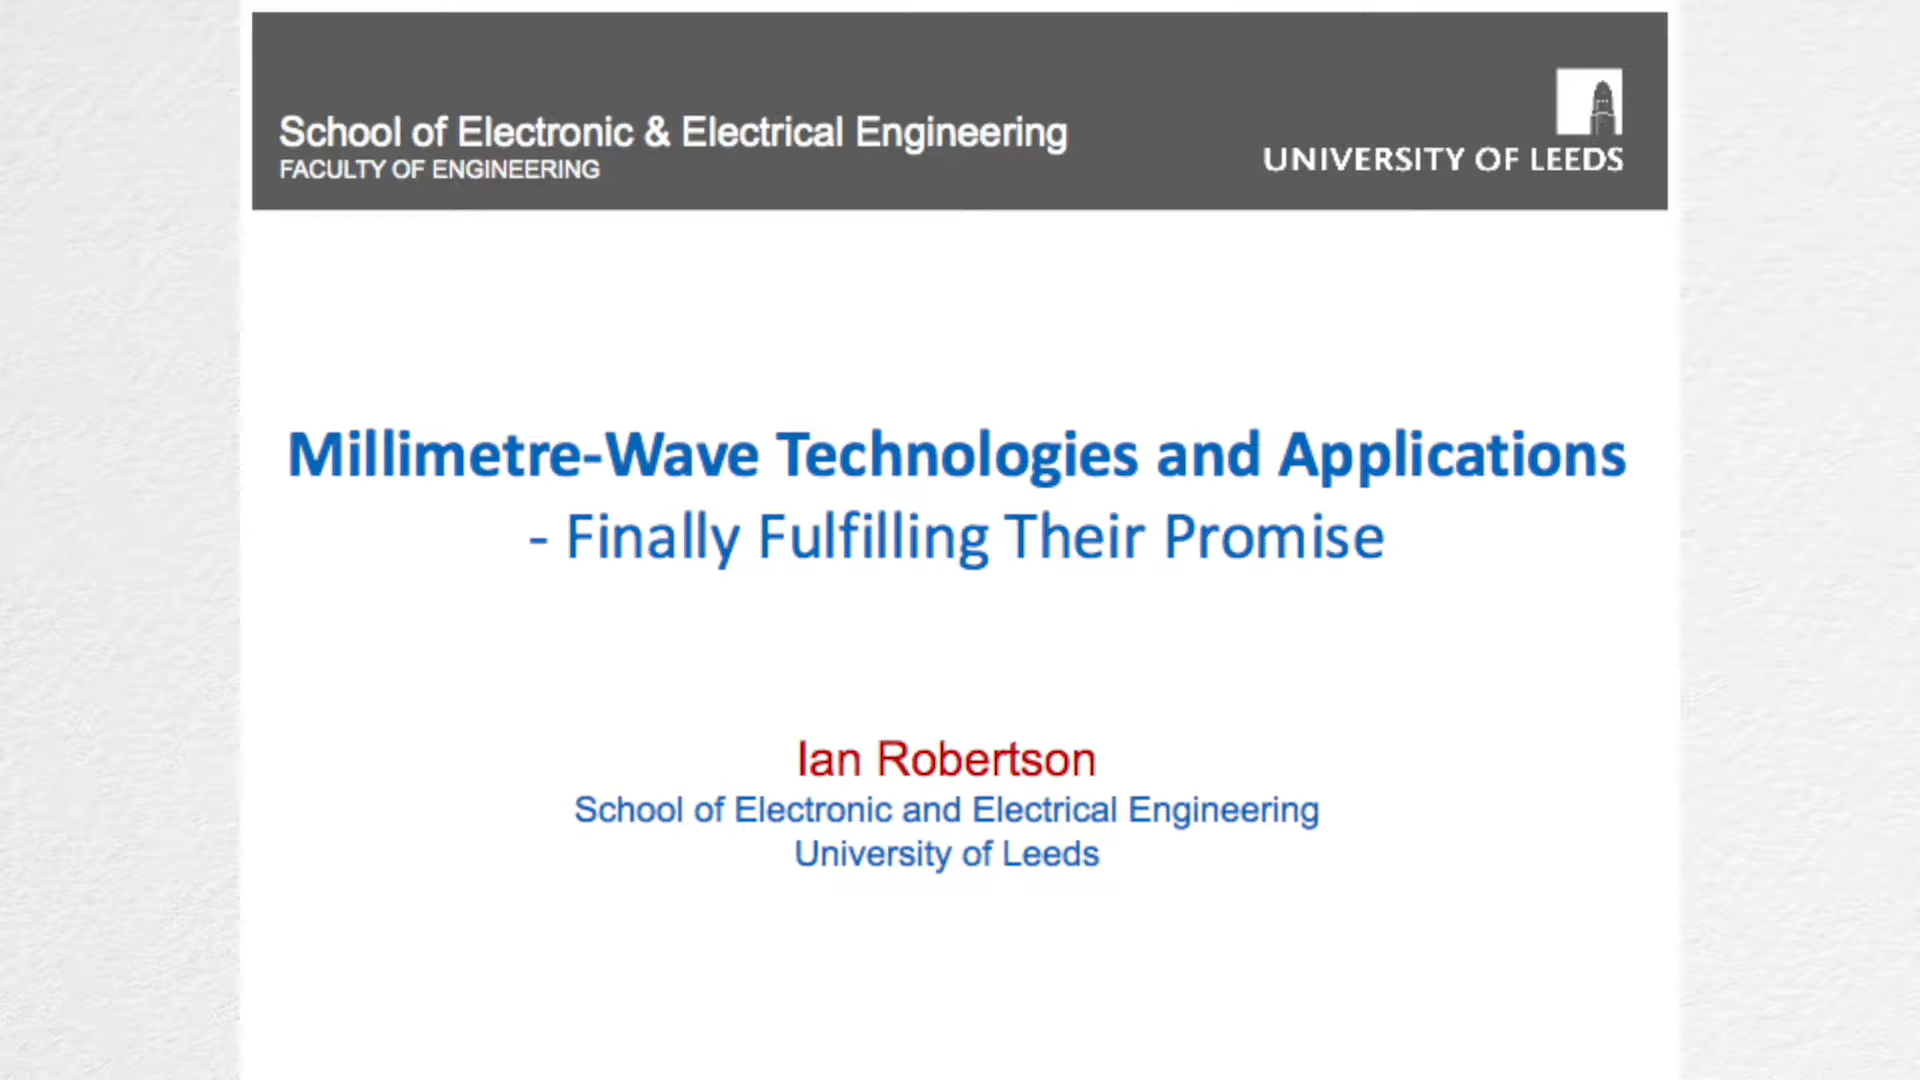 School of Electronic & Electrical Engineering
FACULTY OF ENGINEERING
UNIVERSITY OF LEEDS
Millimetre-Wave Technologies and Applications
- Finally Fulfilling Their Promise
Ian Robertson
School of Electronic and Electrical Engineering
University of Leeds